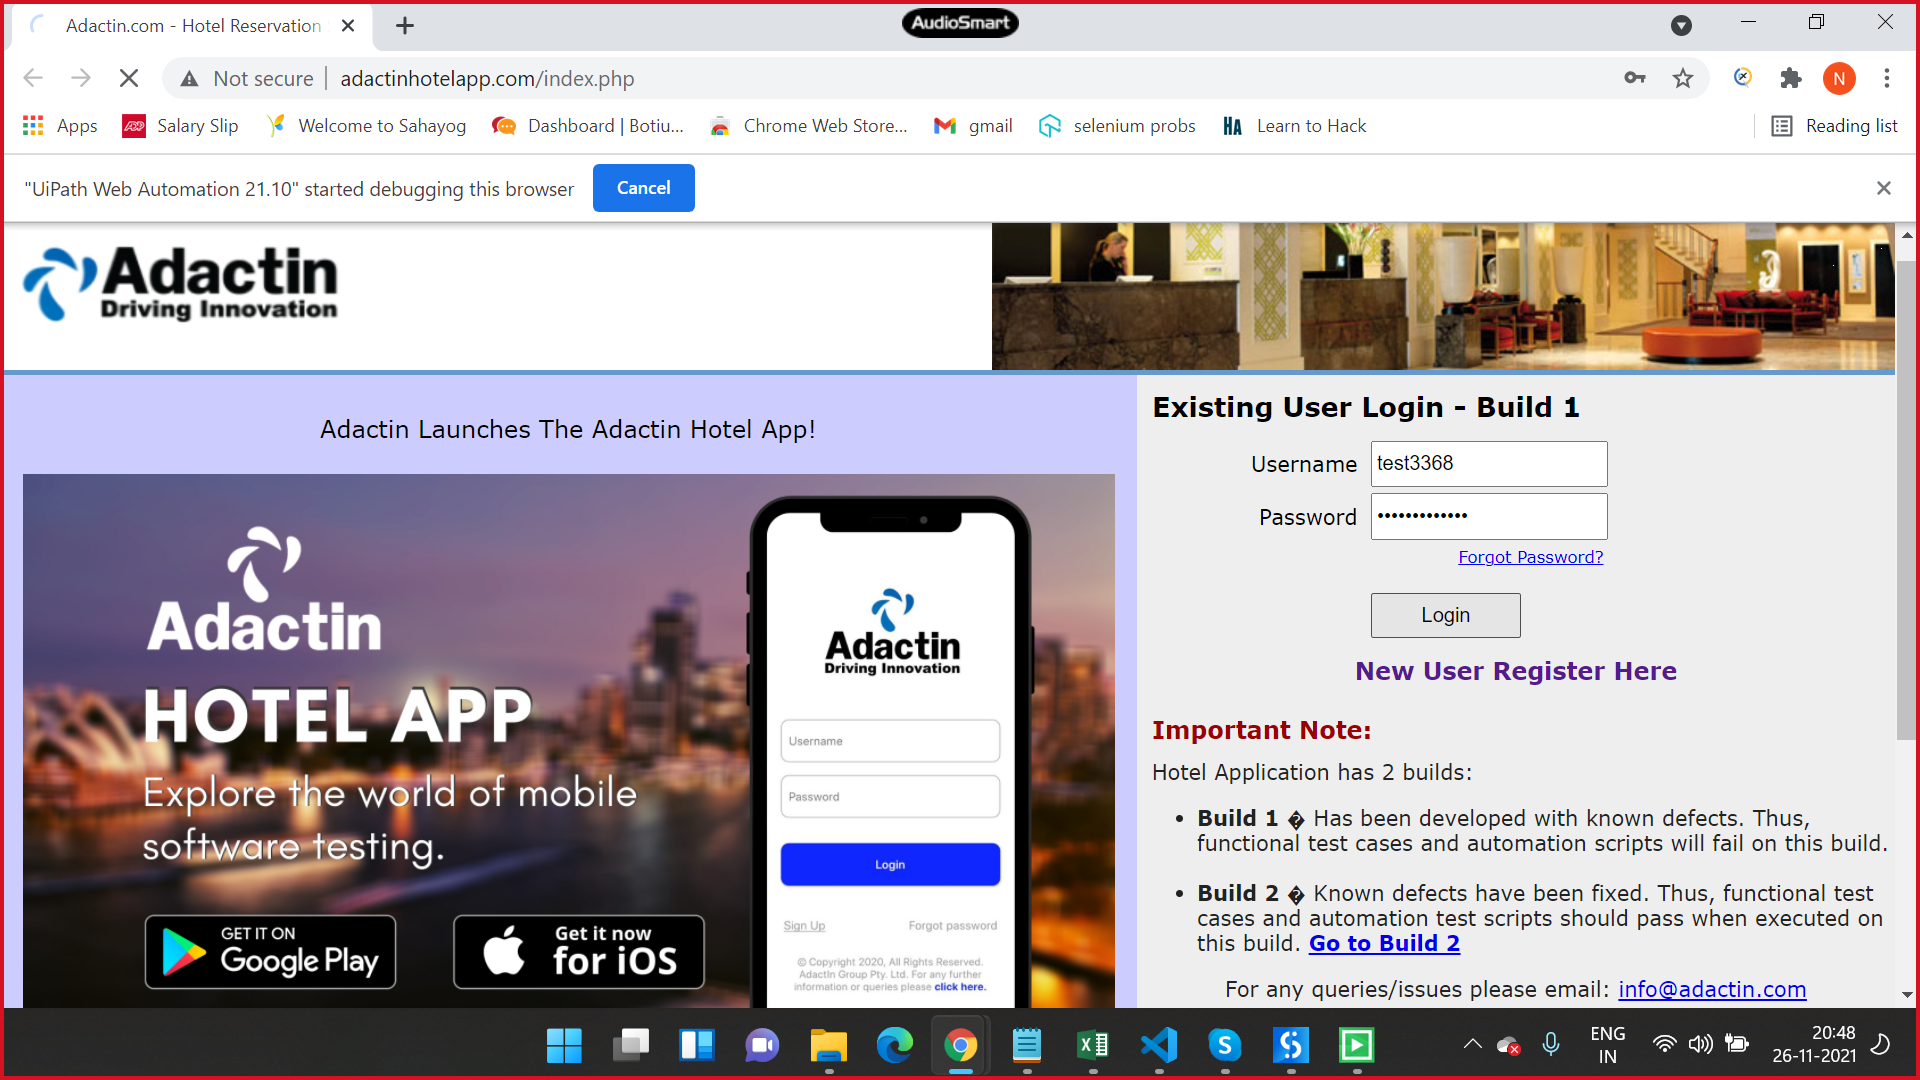 Adactin.com - Hotel Reservation
AudioSmart
Not secure
adactinhotelapp.com/index.php
N
Apps
Salary Slip
Welcome to Sahayog
Dashboard | Botiu...
Chrome Web Store...
gmail
selenium probs
HA
Learn to Hack
Reading list
"UiPath Web Automation 21.10" started debugging this browser
Cancel
Adactin
Driving Innovation
Adactin Launches The Adactin Hotel App!
Adactin
HOTEL APP
Explore the world of mobile
software testing.
GET IT ON
Google Play
Get it now
for iOS
Adactin
Driving Innovation
Username
Password
Login
Sign Up
Forgot password
© Copyright 2020, All Rights Reserved.
AdactIn Group Pty. Ltd. For any further
information or queries please click here.
Existing User Login - Build 1
Username
test3368
Password
•••••••••••••
Forgot Password?
Login
New User Register Here
Important Note:
Hotel Application has 2 builds:
• Build 1 � Has been developed with known defects. Thus,
functional test cases and automation scripts will fail on this build.
• Build 2 � Known defects have been fixed. Thus, functional test
cases and automation test scripts should pass when executed on
this build. Go to Build 2
For any queries/issues please email: info@adactin.com
ENG
IN
20:48
26-11-2021